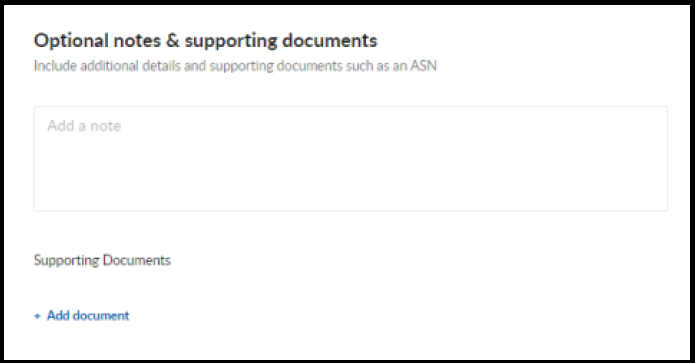 Optional notes & supporting documents
Include additional details and supporting documents such as an ASN
Add a note
Supporting Documents
+ Add document